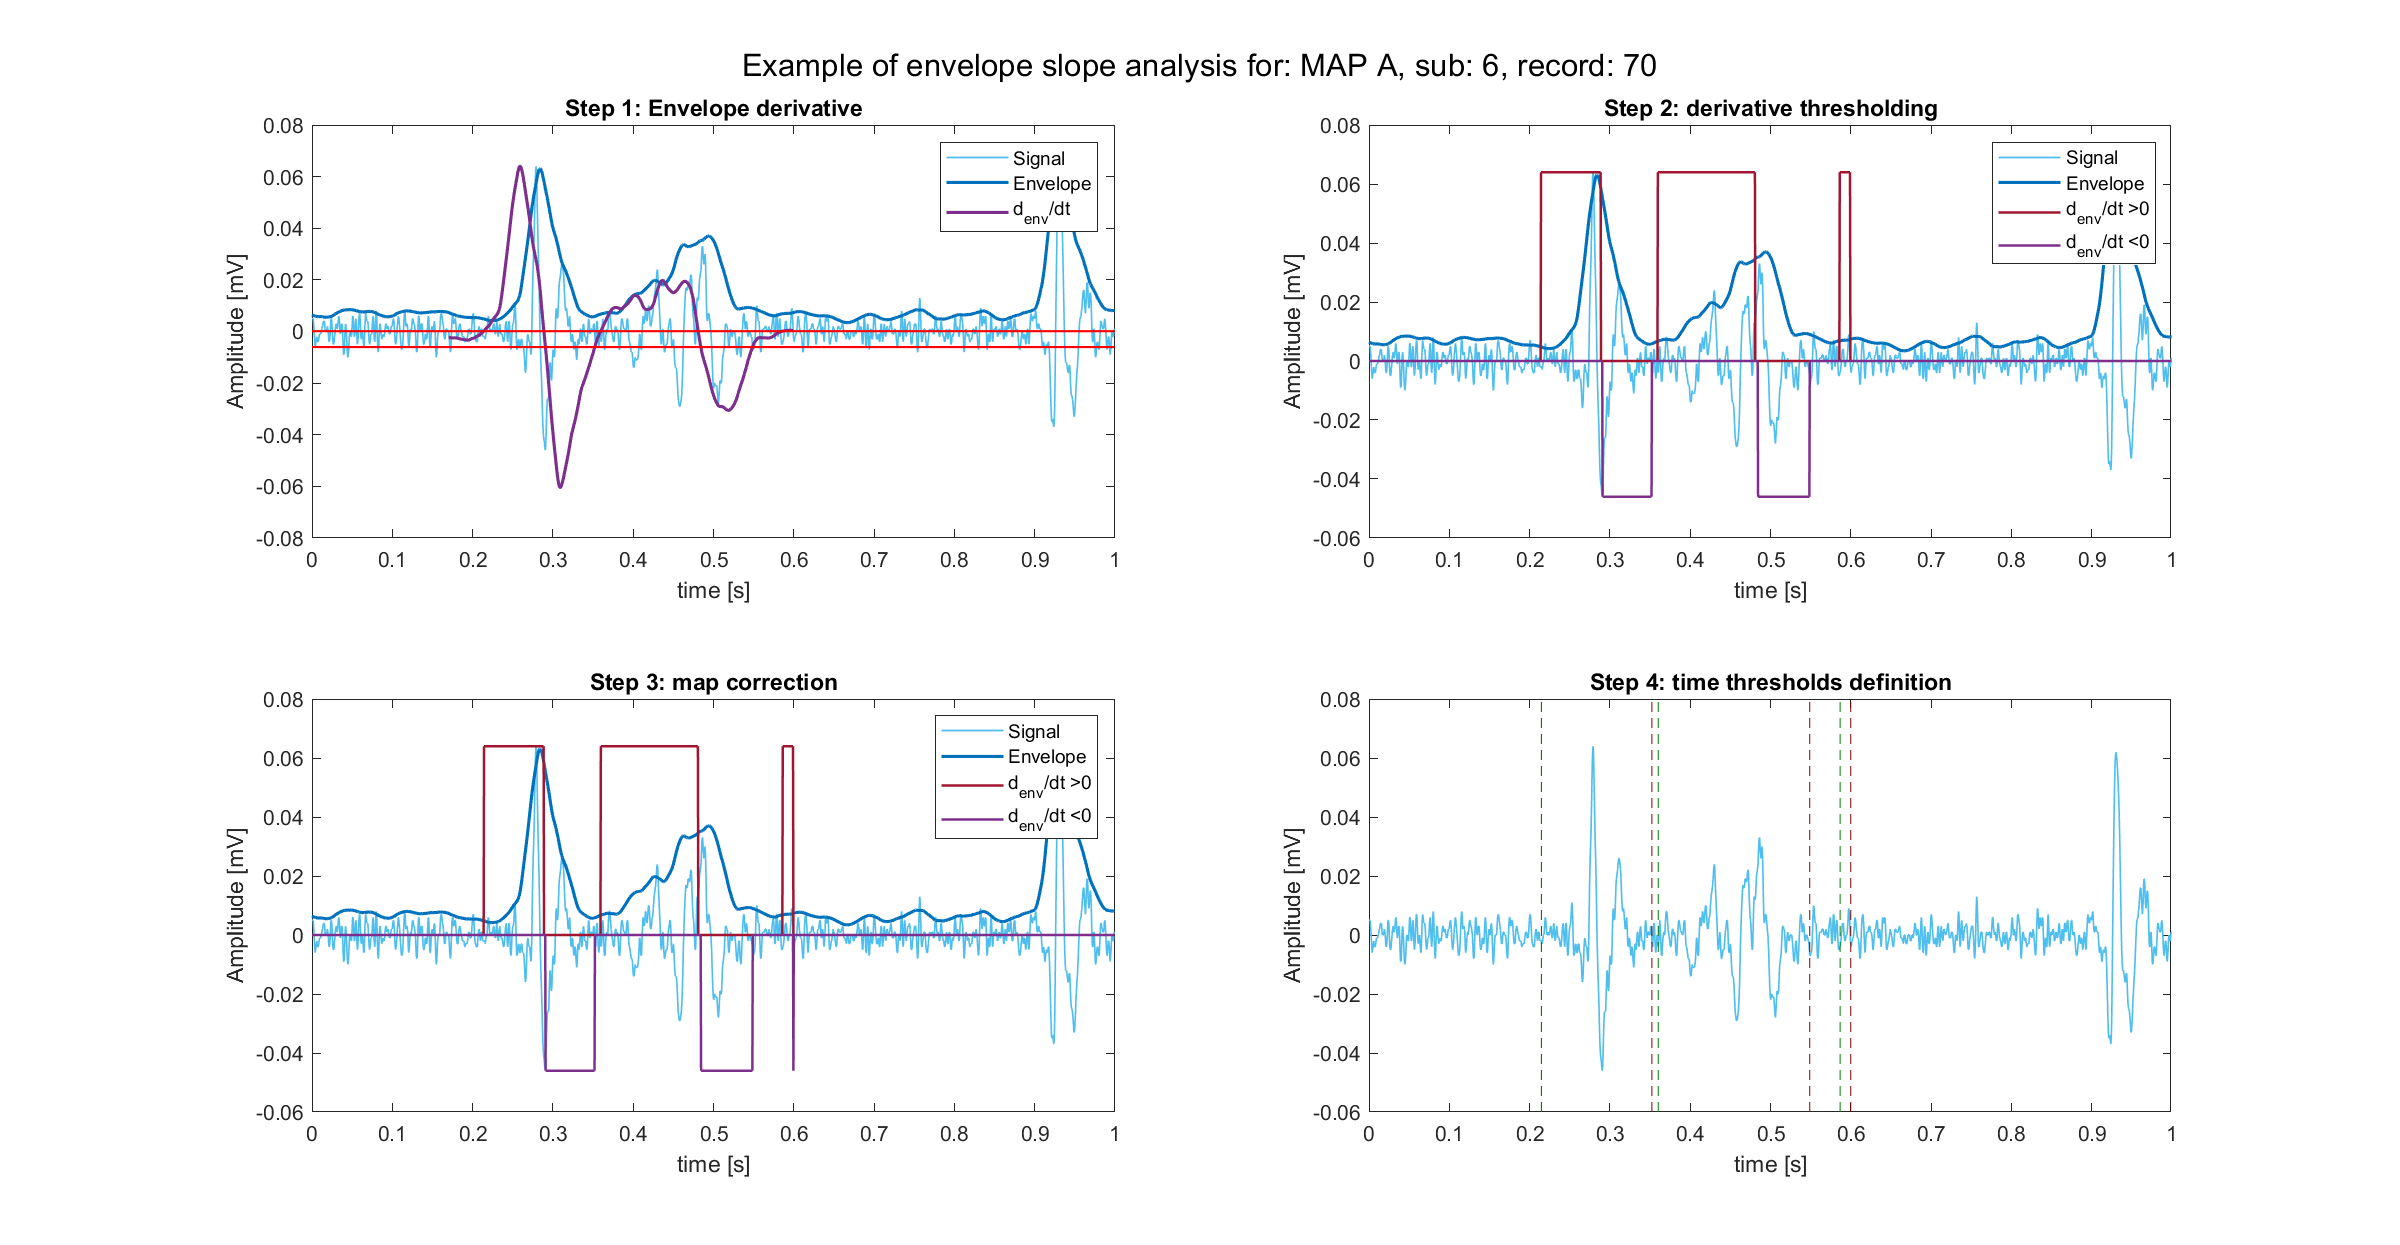 Example of envelope slope analysis for: MAP A, sub: 6, record: 70
Step 1: Envelope derivative
0.08
0.06
0.04
0.02
0
-0.02
-0.04
-0.06
-0.08
Amplitude [mV]
0 0.1 0.2 0.3 0.4 0.5 0.6 0.7 0.8 0.9 1
time [s]
Signal
Envelope
d_env/dt
Step 2: derivative thresholding
0.08
0.06
0.04
0.02
0
-0.02
-0.04
-0.06
Amplitude [mV]
0 0.1 0.2 0.3 0.4 0.5 0.6 0.7 0.8 0.9 1
time [s]
Signal
Envelope
d_env/dt >0
d_env/dt <0
Step 3: map correction
0.08
0.06
0.04
0.02
0
-0.02
-0.04
-0.06
Amplitude [mV]
0 0.1 0.2 0.3 0.4 0.5 0.6 0.7 0.8 0.9 1
time [s]
Signal
Envelope
d_env/dt >0
d_env/dt <0
Step 4: time thresholds definition
0.08
0.06
0.04
0.02
0
-0.02
-0.04
-0.06
Amplitude [mV]
0 0.1 0.2 0.3 0.4 0.5 0.6 0.7 0.8 0.9 1
time [s]